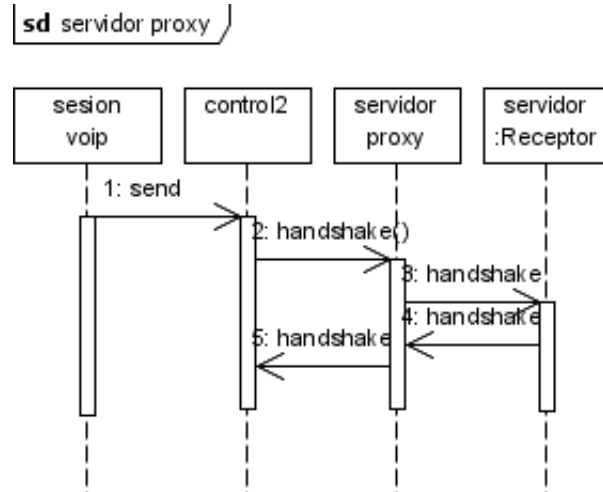 sd servidor proxy
sesion
voip
control2
servidor
proxy
servidor
:Receptor
1: send
2: handshake()
3: handshake
4: handshake
5: handshake